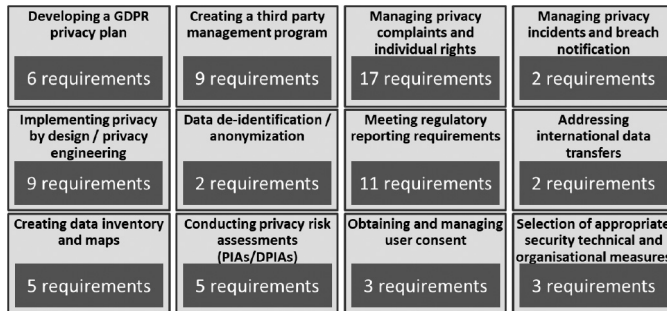 Developing a GDPR
privacy plan
6 requirements
Creating a third party
management program
9 requirements
Managing privacy
complaints and
individual rights
17 requirements
Managing privacy
incidents and breach
notification
2 requirements
Implementing privacy
by design / privacy
engineering
9 requirements
Data de-identification /
anonymization
2 requirements
Meeting regulatory
reporting requirements
11 requirements
Addressing
international data
transfers
2 requirements
Creating data inventory
and maps
5 requirements
Conducting privacy risk
assessments
(PIAs/DPIAs)
5 requirements
Obtaining and managing
user consent
3 requirements
Selection of appropriate
security technical and
organisational measures
3 requirements